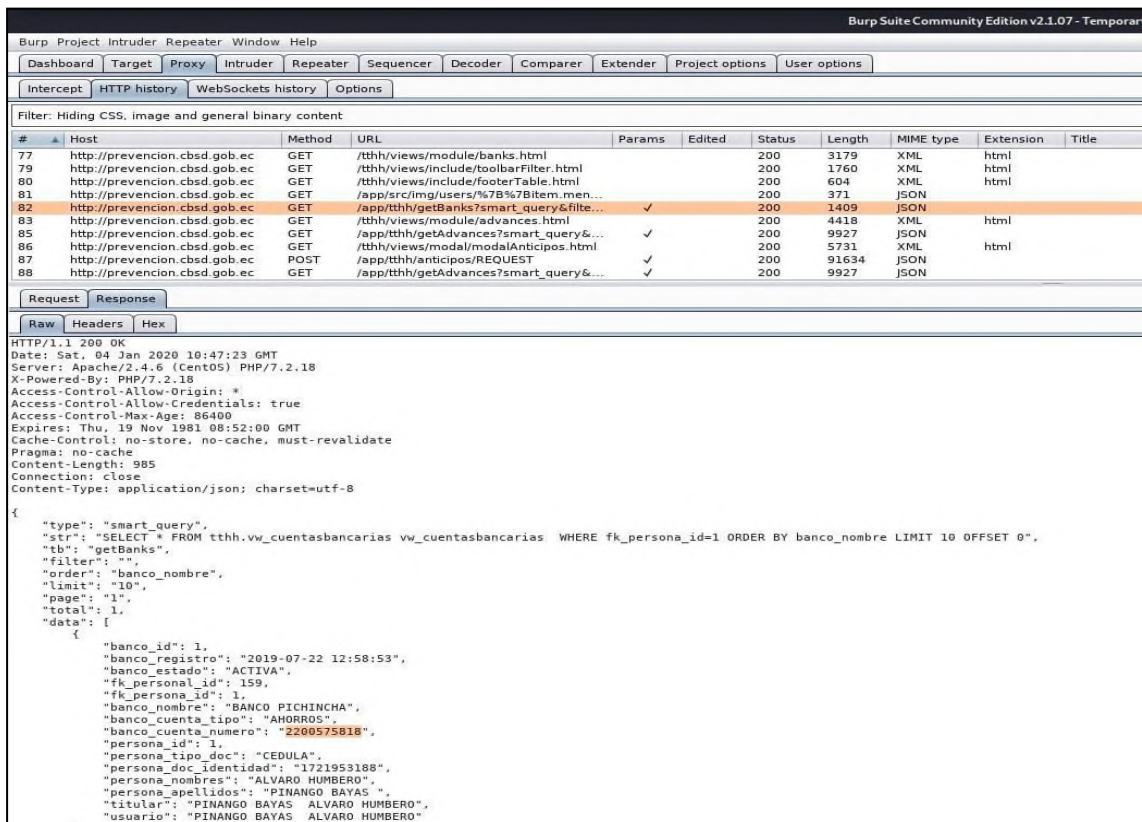 Burp Suite Community Edition v2.1.07 - Temporar
Burp Project Intruder Repeater Window Help
Dashboard Target Proxy Intruder Repeater Sequencer Decoder Comparer Extender Project options User options
Intercept HTTP history WebSockets history Options
Filter: Hiding CSS, image and general binary content
# Host Method URL Params Edited Status Length MIME type Extension Title
77 http://prevencion.cbsd.gob.ec GET /tthh/views/module/banks.html 200 3179 XML html
79 http://prevencion.cbsd.gob.ec GET /tthh/views/include/toolbarFilter.html 200 1760 XML html
80 http://prevencion.cbsd.gob.ec GET /tthh/views/include/footerTable.html 200 604 XML html
81 http://prevencion.cbsd.gob.ec GET /app/src/img/users/%7B%7Bitem.men... 200 371 JSON
82 http://prevencion.cbsd.gob.ec GET /app/tthh/getBanks?smart_query&filte... ✓ 200 1409 JSON
83 http://prevencion.cbsd.gob.ec GET /tthh/views/module/advances.html 200 4418 XML html
85 http://prevencion.cbsd.gob.ec GET /app/tthh/getAdvances?smart_query&... ✓ 200 9927 JSON
86 http://prevencion.cbsd.gob.ec GET /tthh/views/modal/modalAnticipos.html 200 5731 XML html
87 http://prevencion.cbsd.gob.ec POST /app/tthh/anticipos/REQUEST ✓ 200 91634 JSON
88 http://prevencion.cbsd.gob.ec GET /app/tthh/getAdvances?smart_query&... ✓ 200 9927 JSON
Request Response
Raw Headers Hex
HTTP/1.1 200 OK
Date: Sat, 04 Jan 2020 10:47:23 GMT
Server: Apache/2.4.6 (CentOS) PHP/7.2.18
X-Powered-By: PHP/7.2.18
Access-Control-Allow-Origin: *
Access-Control-Allow-Credentials: true
Access-Control-Max-Age: 86400
Expires: Thu, 19 Nov 1981 08:52:00 GMT
Cache-Control: no-store, no-cache, must-revalidate
Pragma: no-cache
Content-Length: 985
Connection: close
Content-Type: application/json; charset=utf-8
{
"type": "smart_query",
"str": "SELECT * FROM tthh.vw_cuentasbancarias vw_cuentasbancarias  WHERE fk_persona_id=1 ORDER BY banco_nombre LIMIT 10 OFFSET 0",
"tb": "getBanks",
"filter": "",
"order": "banco_nombre",
"limit": "10",
"page": "1",
"total": 1,
"data": [
{
"banco_id": 1,
"banco_registro": "2019-07-22 12:58:53",
"banco_estado": "ACTIVA",
"fk_personal_id": 159,
"fk_persona_id": 1,
"banco_nombre": "BANCO PICHINCHA",
"banco_cuenta_tipo": "AHORROS",
"banco_cuenta_numero": "2200575818",
"persona_id": 1,
"persona_tipo_doc": "CEDULA",
"persona_doc_identidad": "1721953188",
"persona_nombres": "ALVARO HUMBERO",
"persona_apellidos": "PINANGO BAYAS ",
"titular": "PINANGO BAYAS  ALVARO HUMBERO",
"usuario": "PINANGO BAYAS  ALVARO HUMBERO"